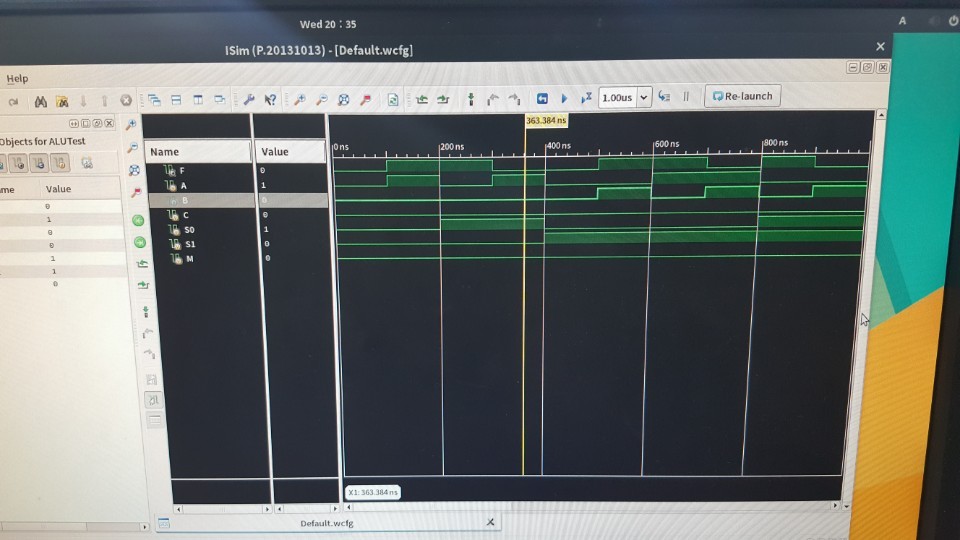 Wed 20 : 35
A
ISim (P.20131013) - [Default.wcfg]
Help
1.00us
Re-launch
Objects for ALUTest
Value
0
1
0
0
1
1
0
Name
Value
F
0
A
1
B
0
C
0
S0
1
S1
0
M
0
363.384 ns
0 ns
200 ns
400 ns
600 ns
800 ns
X1: 363.384 ns
Default.wcfg